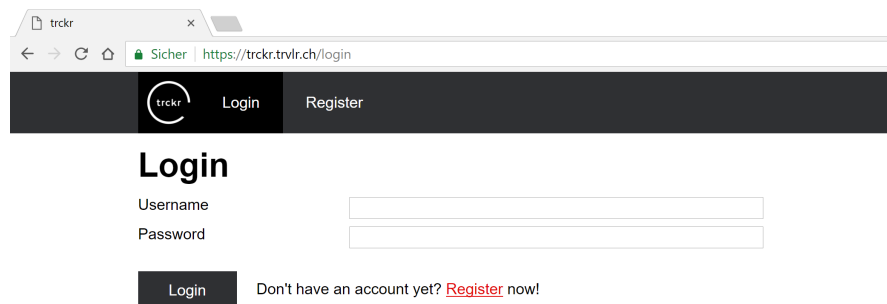 trckr
Sicher https://trckr.trvlr.ch/login
trckr Login Register
Login
Username
Password
Login Don't have an account yet? Register now!